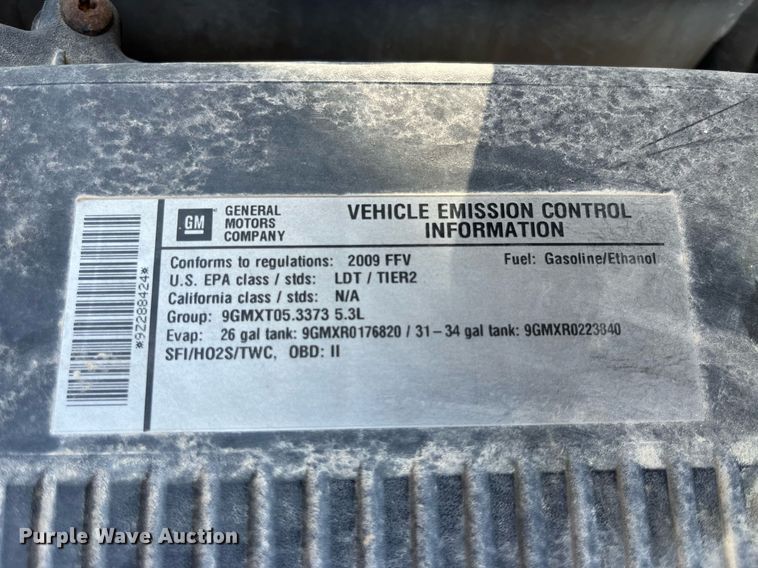 GM
GENERAL
MOTORS
COMPANY
VEHICLE EMISSION CONTROL
INFORMATION
Conforms to regulations: 2009 FFV Fuel: Gasoline/Ethanol
U.S. EPA class / stds: LDT / TIER2
California class / stds: N/A
Group: 9GMXT05.3373 5.3L
Evap: 26 gal tank: 9GMXR0176820 / 31-34 gal tank: 9GMXR0223840
SFI/HO2S/TWC, OBD: II
*9Z288424*
Purple Wave Auction